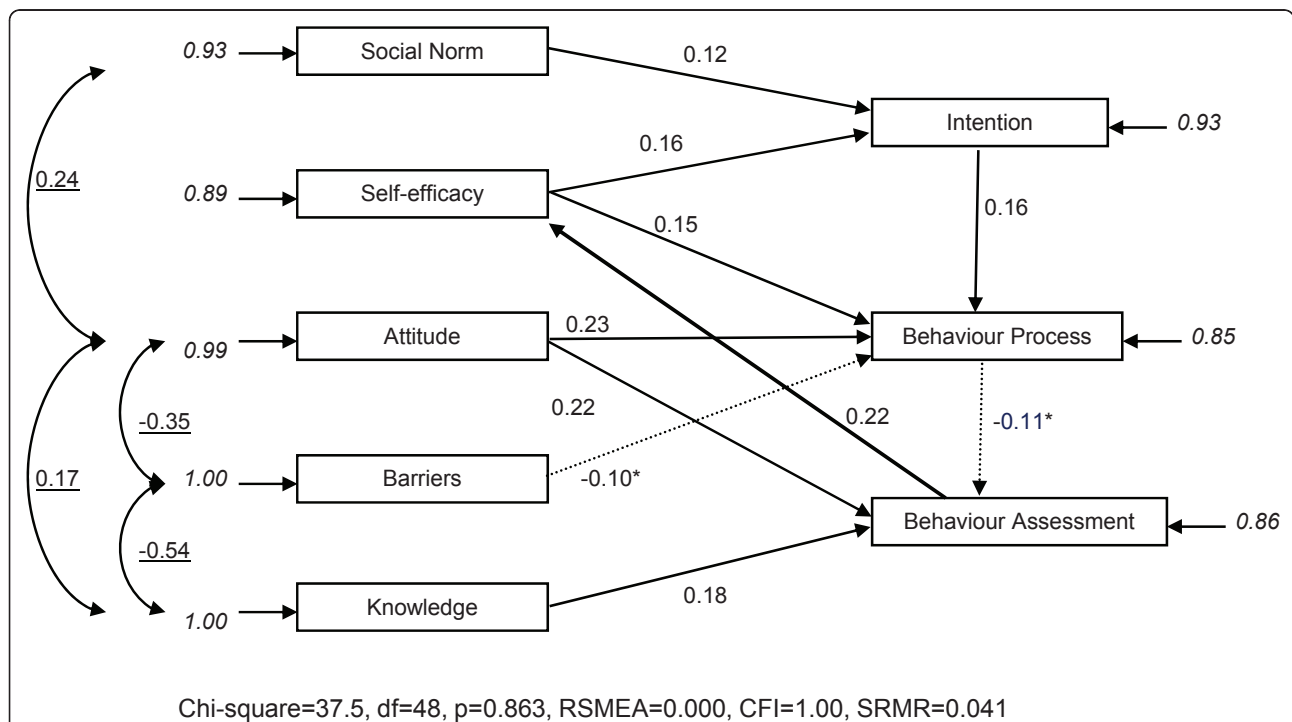 0.93
Social Norm
0.12
Intention
0.93
0.24
0.16
0.89
Self-efficacy
0.15
0.16
0.99
Attitude
0.23
Behaviour Process
0.85
-0.35
0.22
0.22
-0.11*
0.17
1.00
Barriers
-0.10*
-0.54
Behaviour Assessment
0.86
1.00
Knowledge
0.18
Chi-square=37.5, df=48, p=0.863, RSMEA=0.000, CFI=1.00, SRMR=0.041